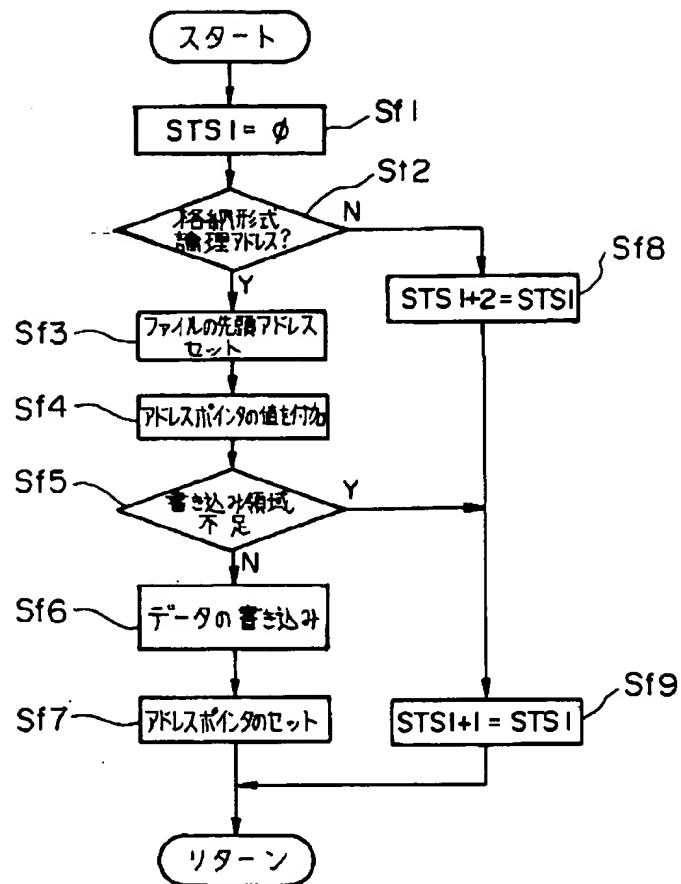 スタート
STS1=φ
Sf1
格納形式
論理アドレス?
St2
N
Y
STS1+2=STS1
Sf8
ファイルの先頭アドレス
セット
Sf3
アドレスポインタの値を付加
Sf4
書き込み領域
不足
Sf5
Y
N
データの書き込み
Sf6
アドレスポインタのセット
Sf7
STS1+1=STS1
Sf9
リターン